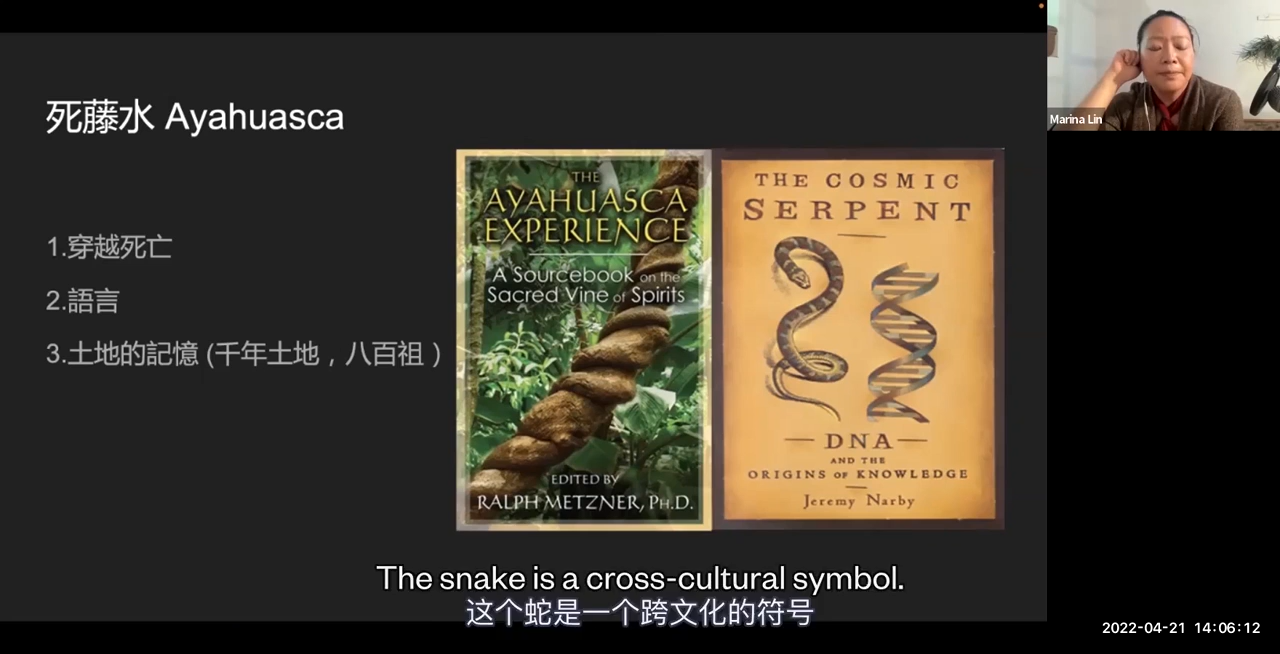 死藤水 Ayahuasca
1.穿越死亡
2.語言
3.土地的記憶 (千年土地，八百祖 )
THE
AYAHUASCA
EXPERIENCE
A Sourcebook on the
Sacred Vine of Spirits
EDITED BY
RALPH METZNER, PH.D.
THE COSMIC
SERPENT
DNA
AND THE
ORIGINS OF KNOWLEDGE
Jeremy Narby
Marina Lin
The snake is a cross-cultural symbol.
这个蛇是一个跨文化的符号
2022-04-21 14:06:12